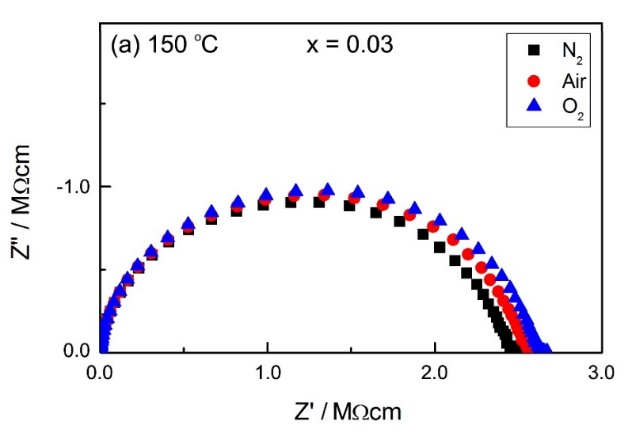 (a) 150 °C
x = 0.03
N₂
Air
O₂
Z'' / MΩcm
-1.0
0.0
0.0
1.0
2.0
3.0
Z' / MΩcm